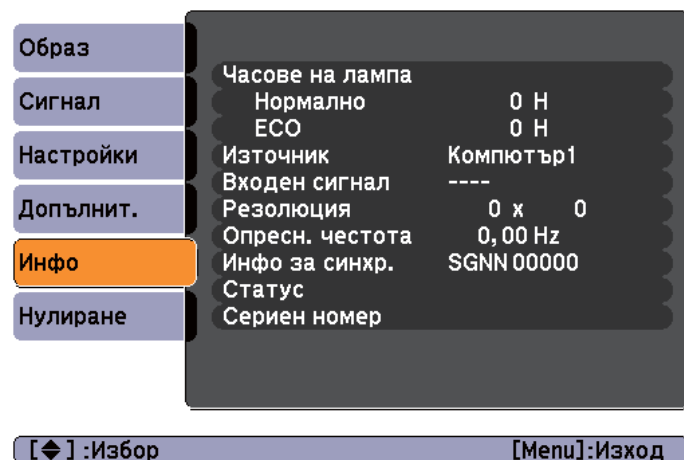 Образ
Сигнал
Настройки
Допълнит.
Инфо
Нулиране
Часове на лампа
Нормално 0 H
ECO 0 H
Източник Компютър1
Входен сигнал ----
Резолюция 0 x 0
Опресн. честота 0,00 Hz
Инфо за синхр. SGNN 00000
Статус
Сериен номер
[◆] :Избор [Menu]:Изход